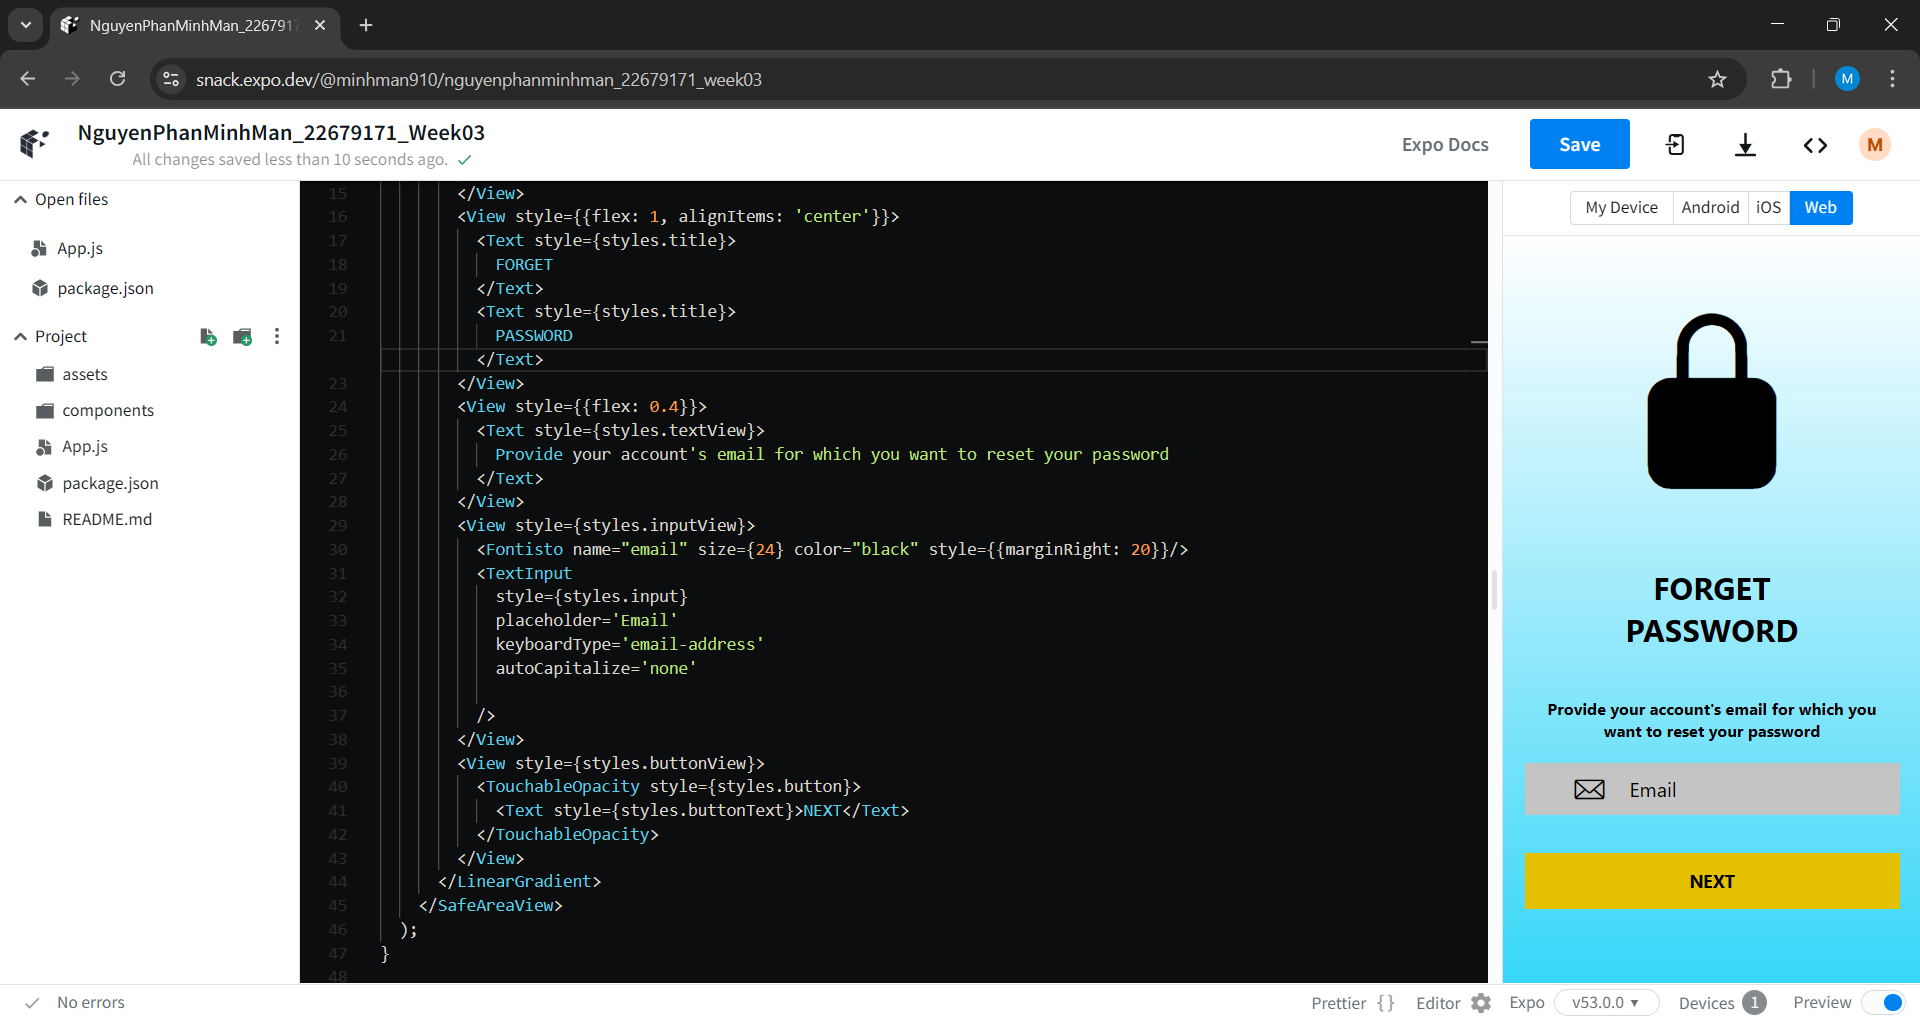 NguyenPhanMinhMan_2267917
snack.expo.dev/@minhman910/nguyenphanminhman_22679171_week03
M
NguyenPhanMinhMan_22679171_Week03
All changes saved less than 10 seconds ago.
Expo Docs
Save
M
Open files
App.js
package.json
Project
assets
components
App.js
package.json
README.md
15 </View>
16 <View style={{flex: 1, alignItems: 'center'}}>
17 <Text style={styles.title}>
18 FORGET
19 </Text>
20 <Text style={styles.title}>
21 PASSWORD
</Text>
23 </View>
24 <View style={{flex: 0.4}}>
25 <Text style={styles.textView}>
26 Provide your account's email for which you want to reset your password
27 </Text>
28 </View>
29 <View style={styles.inputView}>
30 <Fontisto name="email" size={24} color="black" style={{marginRight: 20}}/>
31 <TextInput
32 style={styles.input}
33 placeholder='Email'
34 keyboardType='email-address'
35 autoCapitalize='none'
36
37 />
38 </View>
39 <View style={styles.buttonView}>
40 <TouchableOpacity style={styles.button}>
41 <Text style={styles.buttonText}>NEXT</Text>
42 </TouchableOpacity>
43 </View>
44 </LinearGradient>
45 </SafeAreaView>
46 );
47 }
48
My Device
Android
iOS
Web
FORGET
PASSWORD
Provide your account's email for which you
want to reset your password
Email
NEXT
No errors
Prettier {}
Editor
Expo
v53.0.0
Devices 1
Preview